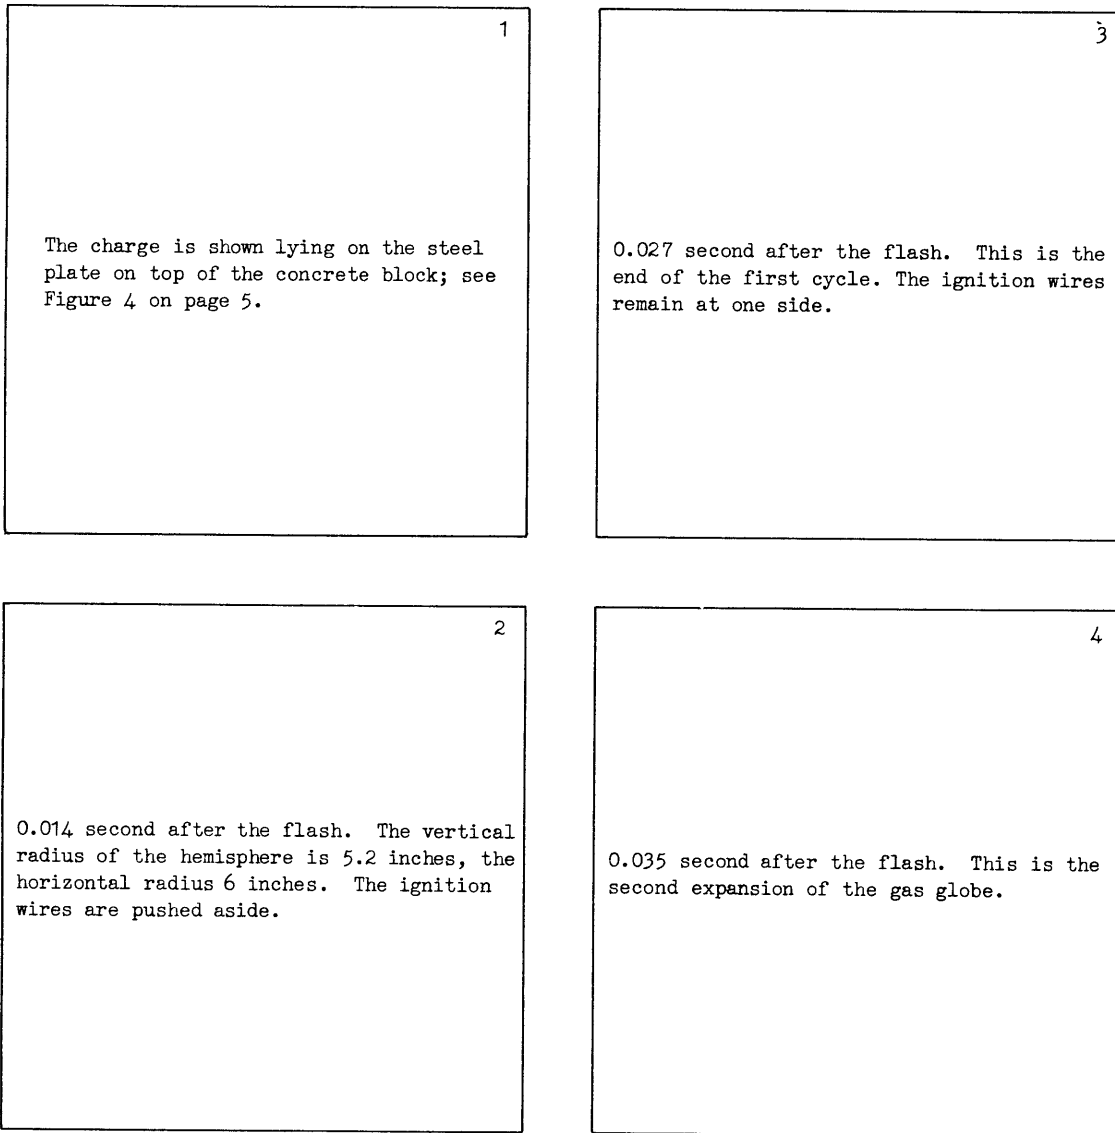 1
The charge is shown lying on the steel
plate on top of the concrete block; see
Figure 4 on page 5.
2
0.014 second after the flash. The vertical
radius of the hemisphere is 5.2 inches, the
horizontal radius 6 inches. The ignition
wires are pushed aside.
3
0.027 second after the flash. This is the
end of the first cycle. The ignition wires
remain at one side.
4
0.035 second after the flash. This is the
second expansion of the gas globe.